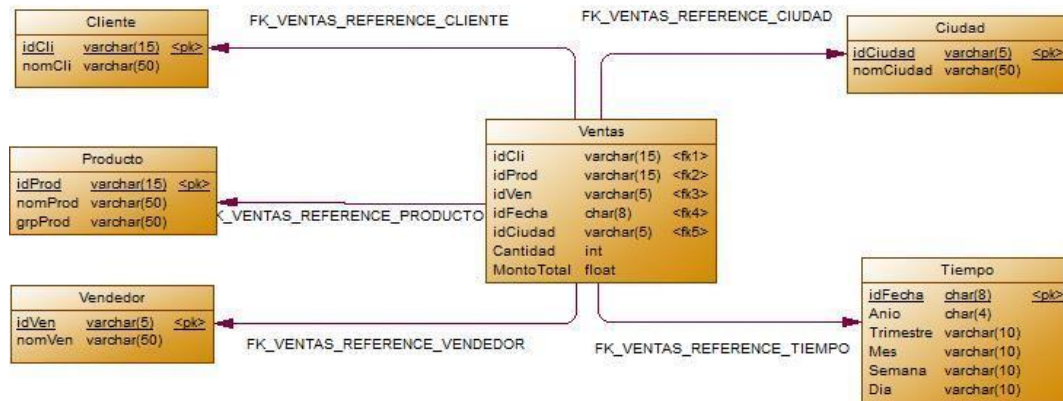 FK_VENTAS_REFERENCE_CLIENTE
FK_VENTAS_REFERENCE_CIUDAD
Cliente
idCli varchar(15) <pk>
nomCli varchar(50)
Ciudad
idCiudad varchar(5) <pk>
nomCiudad varchar(50)
Ventas
idCli varchar(15) <fk1>
idProd varchar(15) <fk2>
idVen varchar(5) <fk3>
idFecha char(8) <fk4>
idCiudad varchar(5) <fk5>
Cantidad int
MontoTotal float
Producto
idProd varchar(15) <pk>
nomProd varchar(50)
grpProd varchar(50)
K_VENTAS_REFERENCE_PRODUCTO
Vendedor
idVen varchar(5) <pk>
nomVen varchar(50)
FK_VENTAS_REFERENCE_VENDEDOR
FK_VENTAS_REFERENCE_TIEMPO
Tiempo
idFecha char(8) <pk>
Anio char(4)
Trimestre varchar(10)
Mes varchar(10)
Semana varchar(10)
Dia varchar(10)